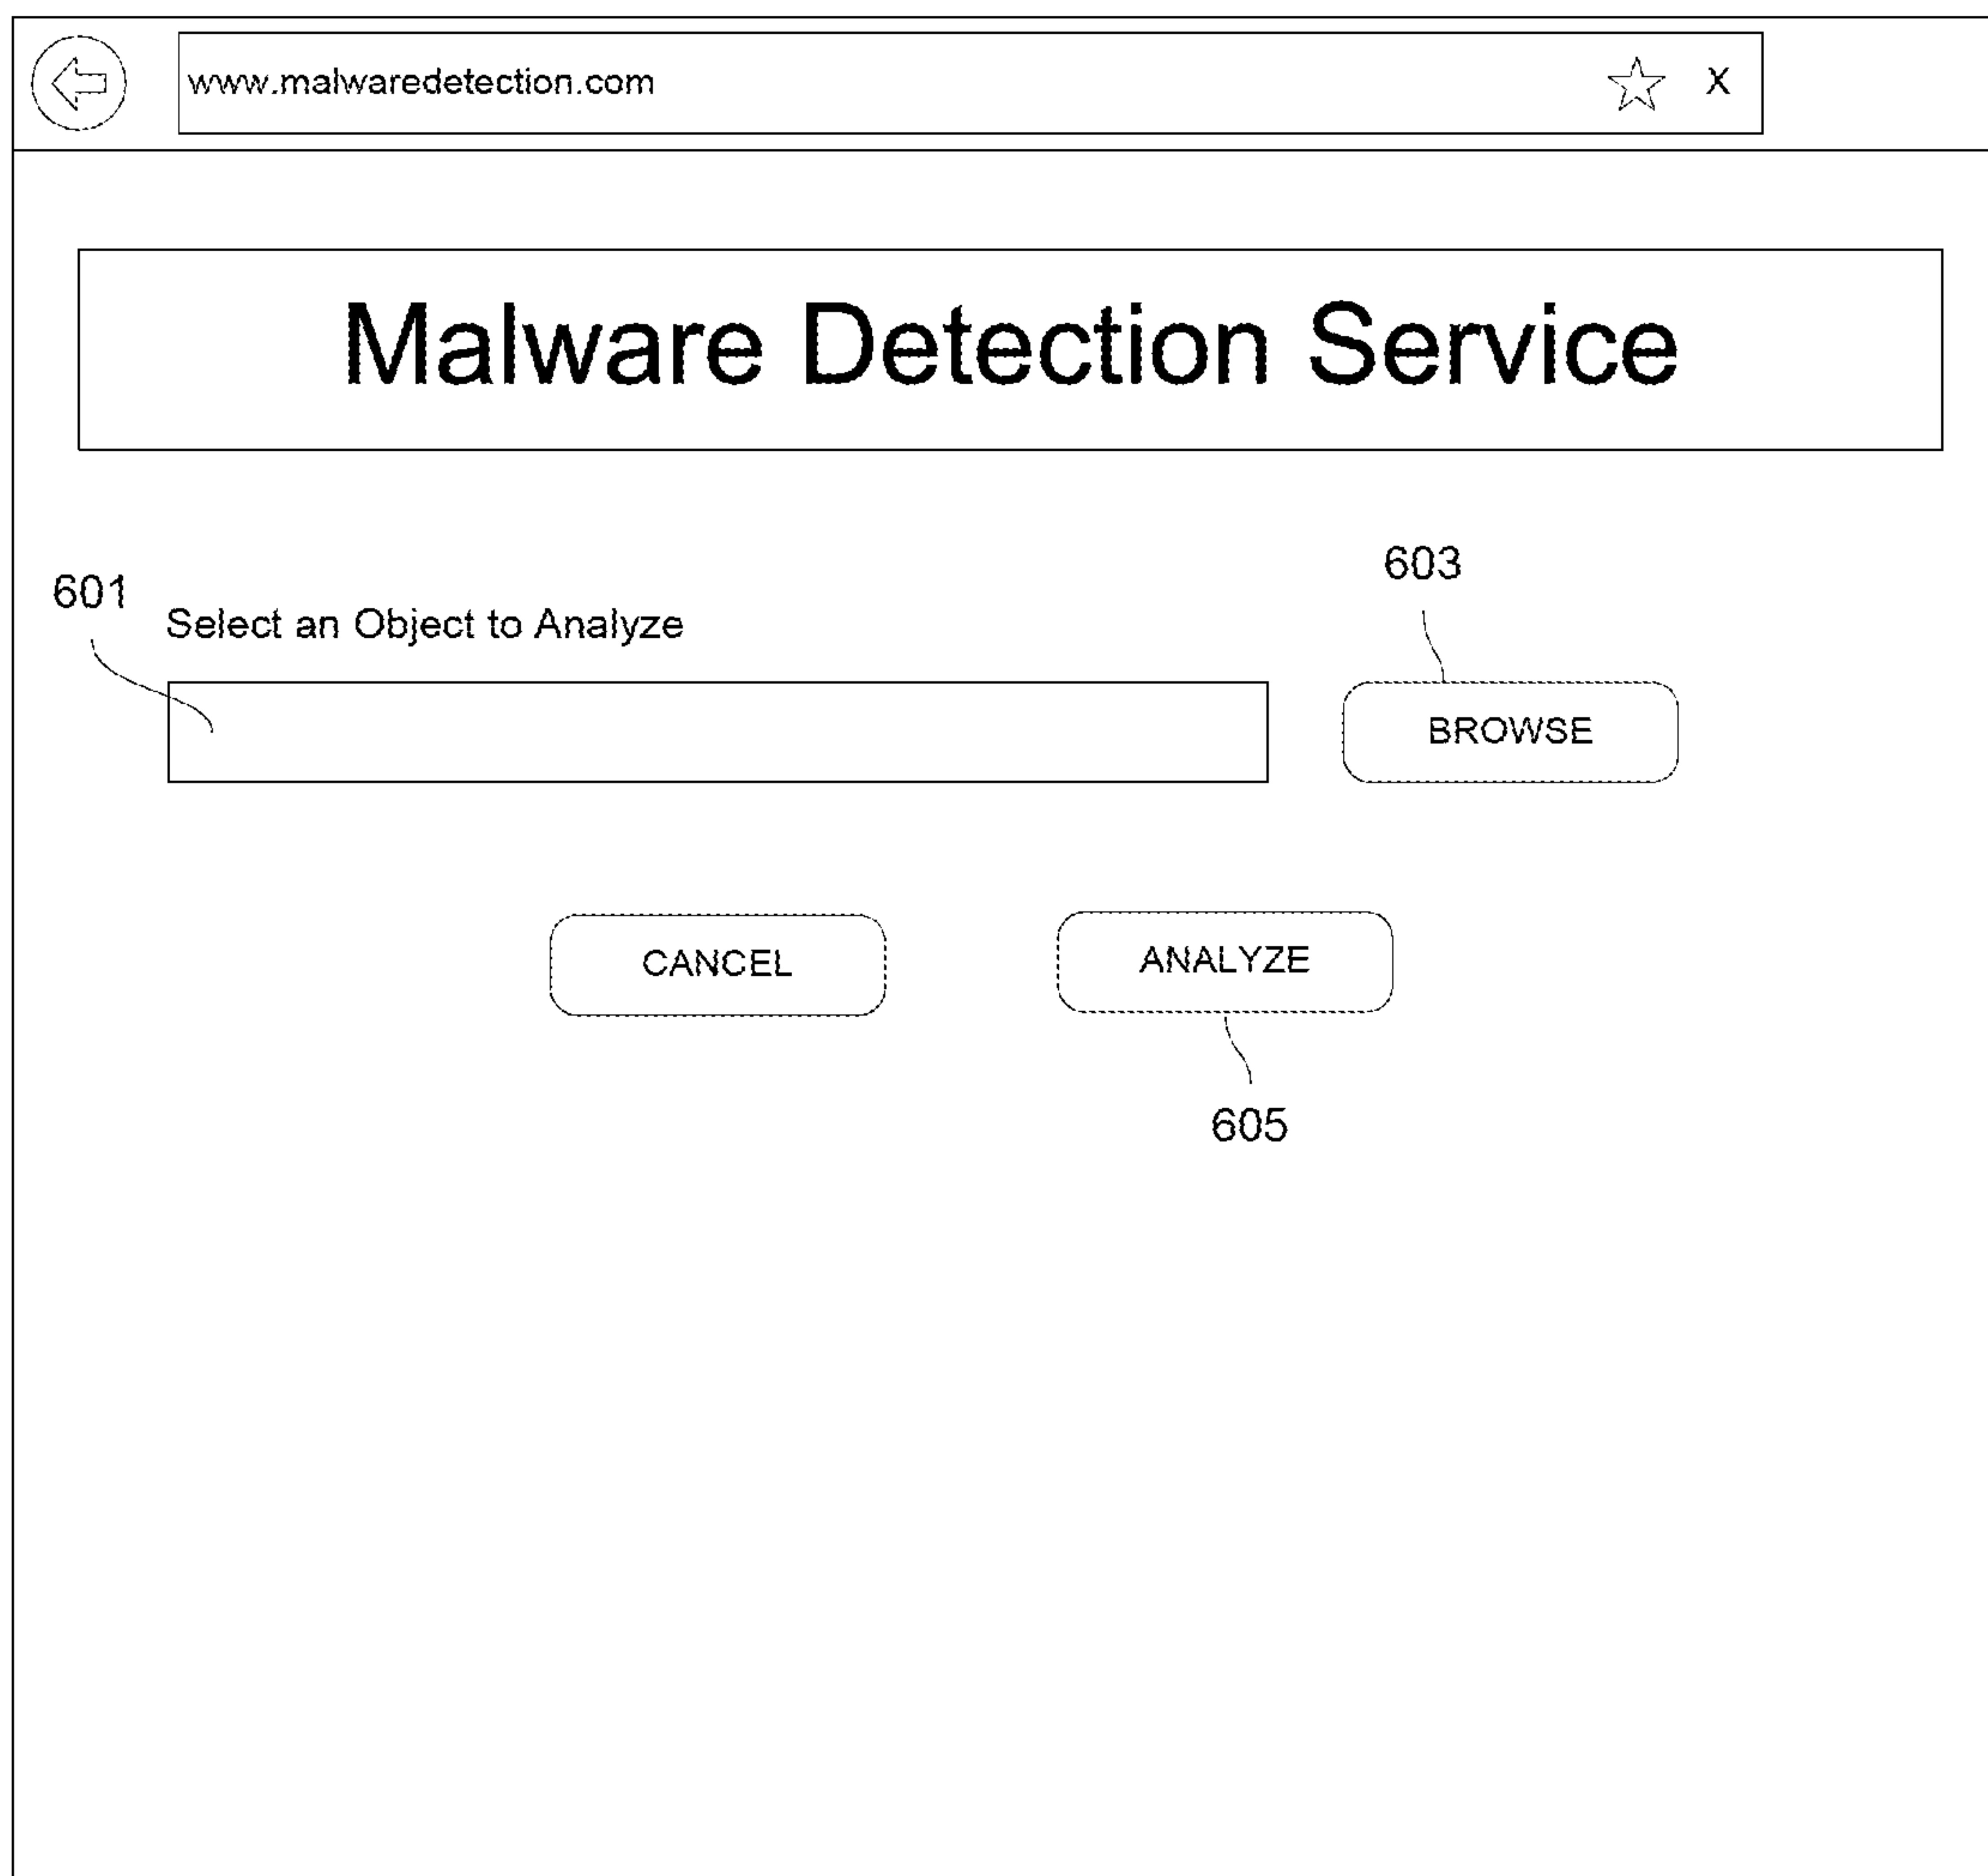 www.malwaredetection.com X
Malware Detection Service
601
603
Select an Object to Analyze
BROWSE
CANCEL
ANALYZE
605